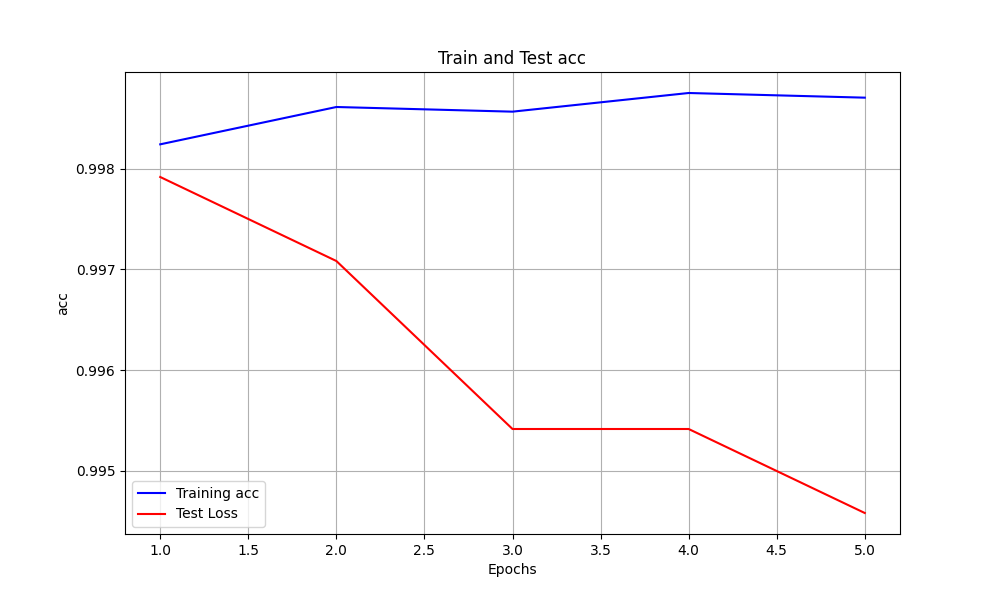 Train and Test acc
0.998
0.997
0.996
0.995
acc
Training acc
Test Loss
1.0 1.5 2.0 2.5 3.0 3.5 4.0 4.5 5.0
Epochs